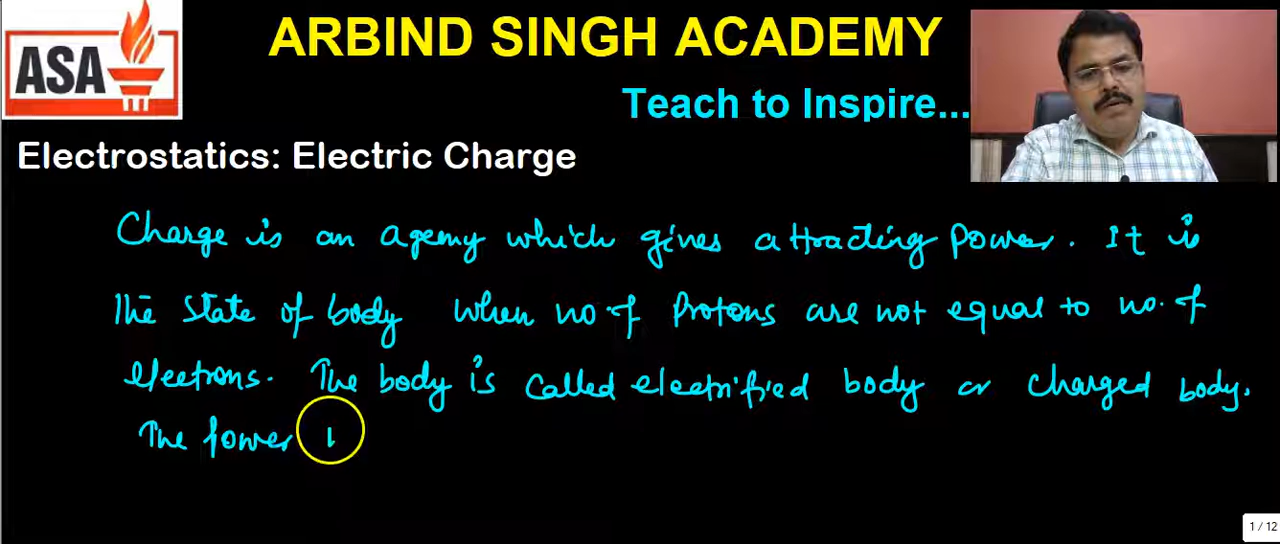 ASA
ARBIND SINGH ACADEMY
Teach to Inspire...
Electrostatics: Electric Charge
Charge is an agency which gives attracting power. It is
The state of body when no of protons are not equal to no. of
electrons. The body is called electrified body or charged body.
The power
1 / 12